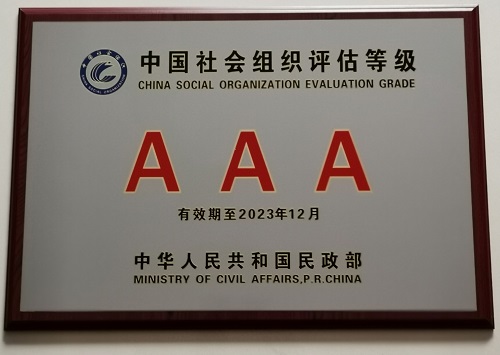 中国社会组织评估等级
CHINA SOCIAL ORGANIZATION EVALUATION GRADE
AAA
有效期至2023年12月
中华人民共和国民政部
MINISTRY OF CIVIL AFFAIRS,P.R.CHINA